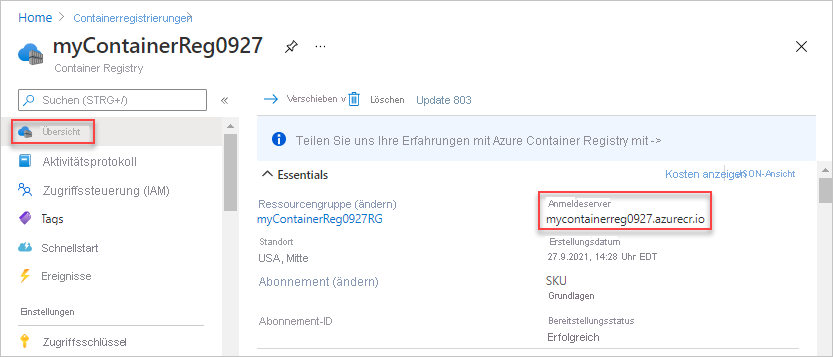 Home > Containerregistrierungen
myContainerReg0927 ...
Container Registry
Suchen (STRG+/) «
Übersicht
Aktivitätsprotokoll
Zugriffssteuerung (IAM)
Tags
Schnellstart
Ereignisse
Einstellungen
Zugriffsschlüssel
Verschieben v Löschen Update 803
Teilen Sie uns Ihre Erfahrungen mit Azure Container Registry mit ->
Essentials
Kosten anzeigen JSON-Ansicht
Ressourcengruppe (ändern)
myContainerReg0927RG
Standort
USA, Mitte
Abonnement (ändern)
Abonnement-ID
Anmeldeserver
mycontainerreg0927.azurecr.io
Erstellungsdatum
27.9.2021, 14:28 Uhr EDT
SKU
Grundlagen
Bereitstellungsstatus
Erfolgreich